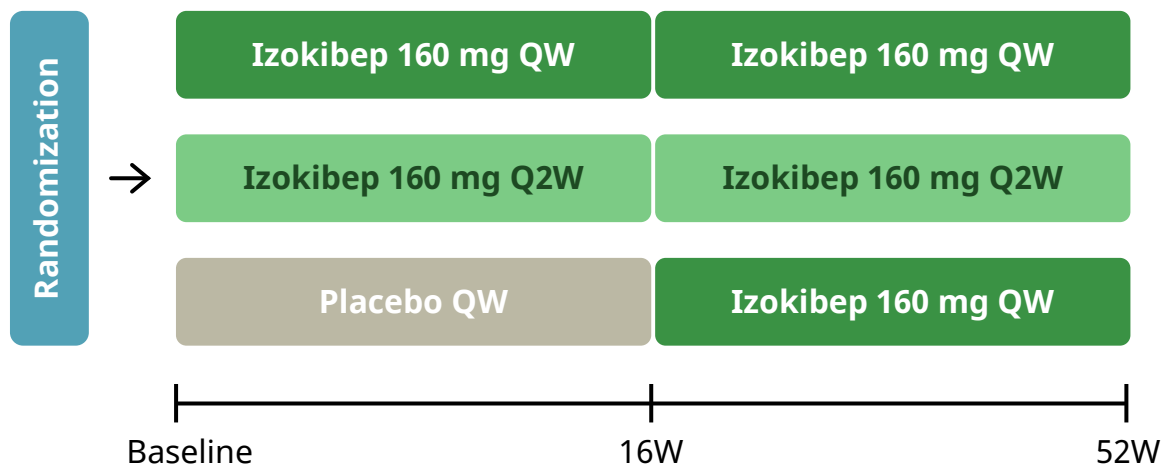 Randomization
Izokibep 160 mg QW
Izokibep 160 mg QW
Izokibep 160 mg Q2W
Izokibep 160 mg Q2W
Placebo QW
Izokibep 160 mg QW
Baseline
16W
52W